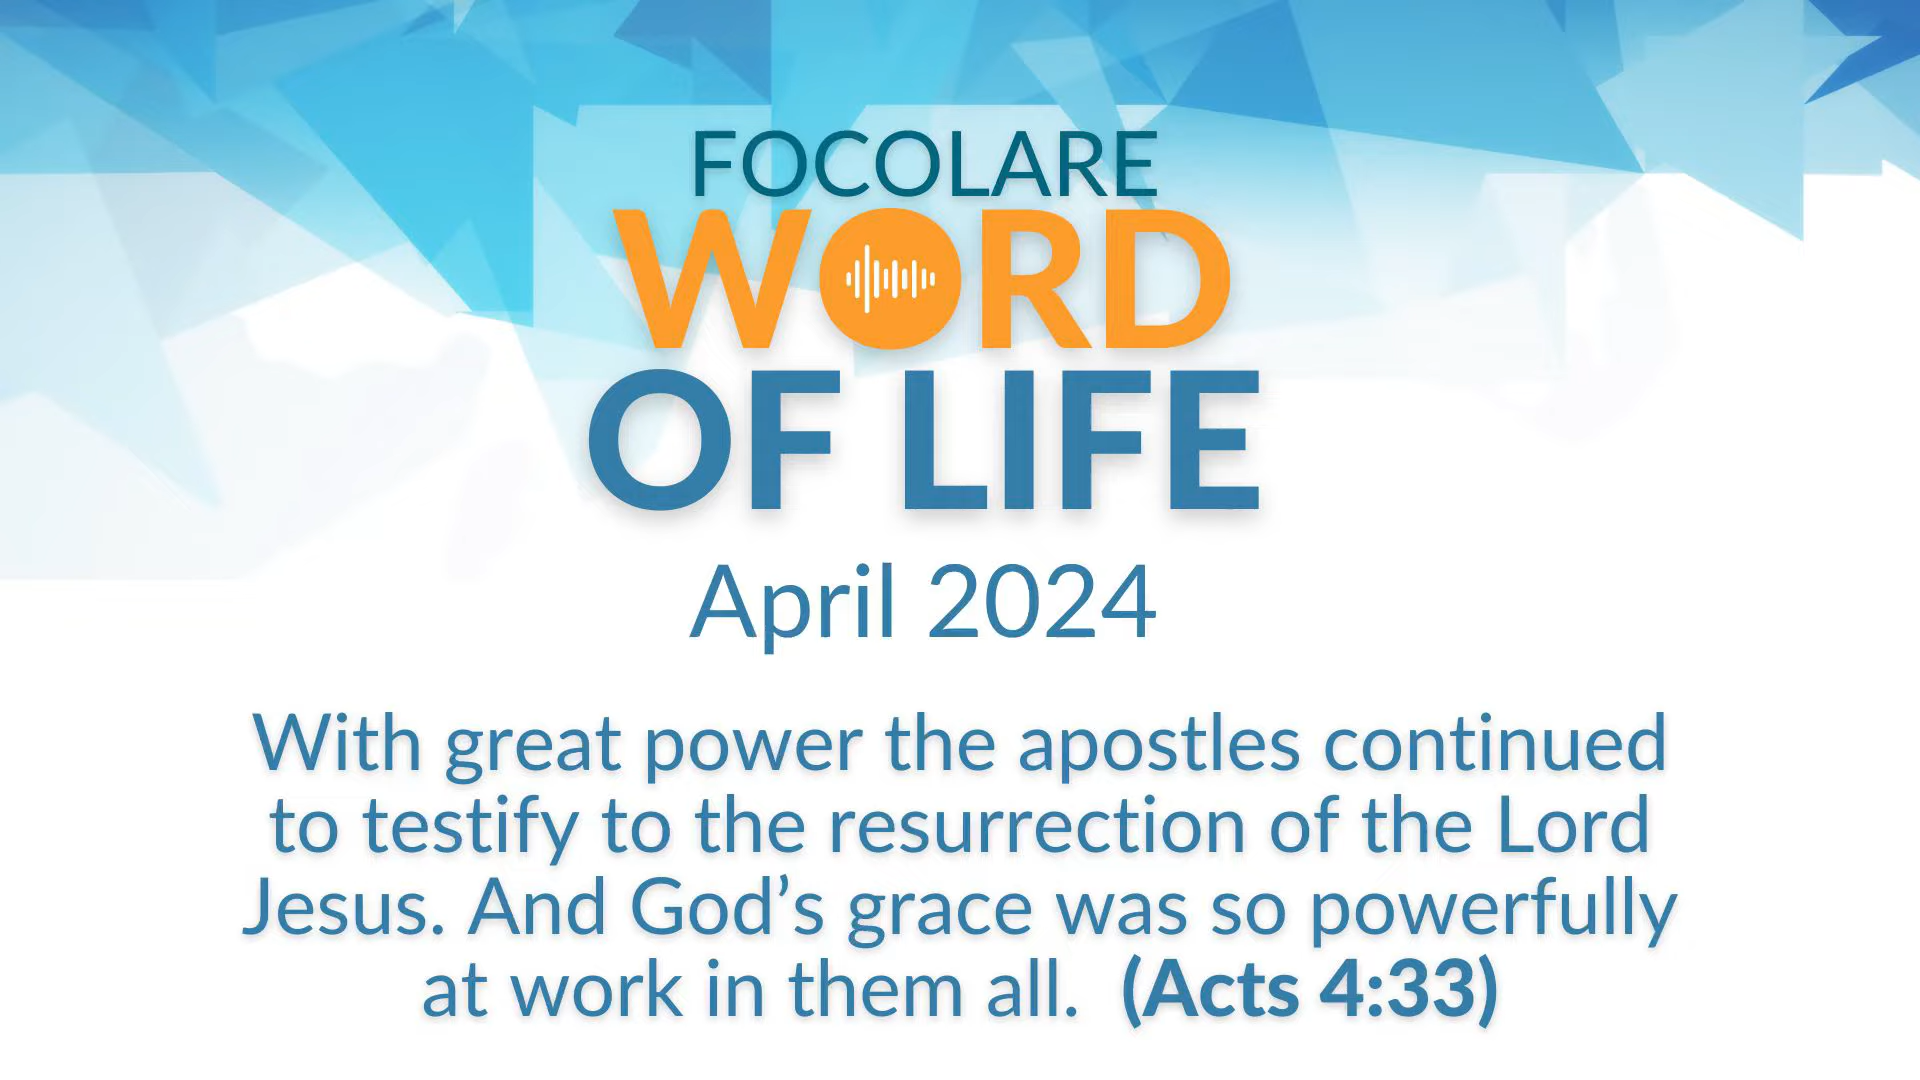 FOCOLARE
WORD
OF LIFE
April 2024
With great power the apostles continued
to testify to the resurrection of the Lord
Jesus. And God’s grace was so powerfully
at work in them all. (Acts 4:33)